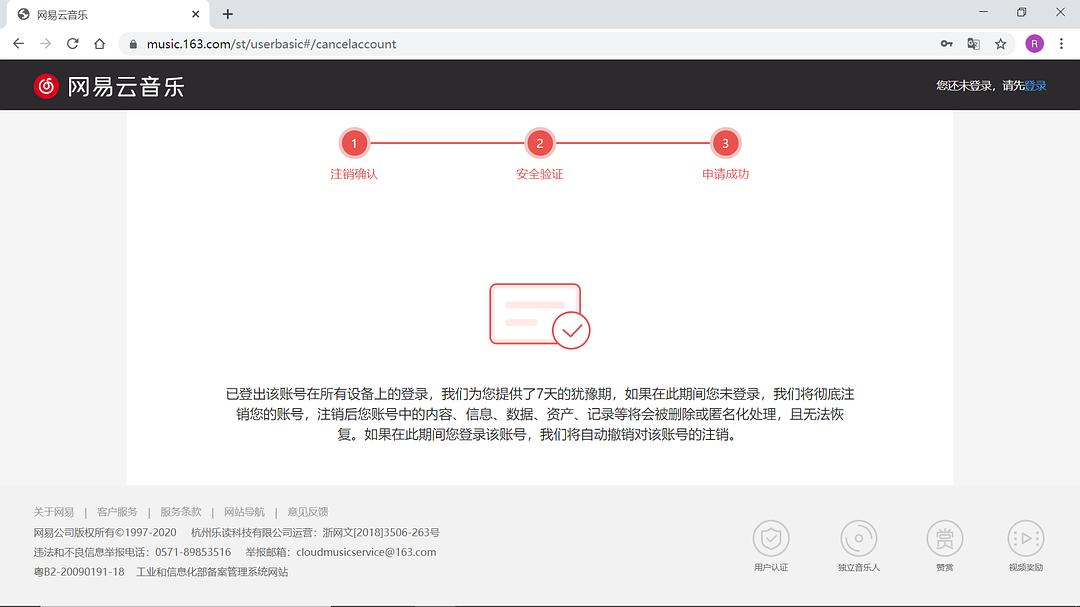 网易云音乐
music.163.com/st/userbasic#/cancelaccount
R
网易云音乐
您还未登录，请先登录
1 2 3
注销确认 安全验证 申请成功
已登出该账号在所有设备上的登录，我们为您提供了7天的犹豫期，如果在此期间您未登录，我们将彻底注
销您的账号，注销后您账号中的内容、信息、数据、资产、记录等将会被删除或匿名化处理，且无法恢
复。如果在此期间您登录该账号，我们将自动撤销对该账号的注销。
关于网易 | 客户服务 | 服务条款 | 网站导航 | 意见反馈
网易公司版权所有©1997-2020 杭州乐读科技有限公司运营：浙网文[2018]3506-263号
违法和不良信息举报电话：0571-89853516 举报邮箱：cloudmusicservice@163.com
粤B2-20090191-18 工业和信息化部备案管理系统网站
赏
用户认证 独立音乐人 赞赏 视频奖励